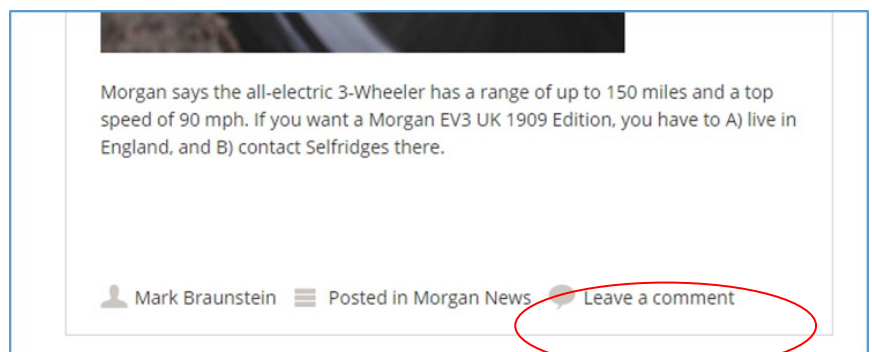 Morgan says the all-electric 3-Wheeler has a range of up to 150 miles and a top
speed of 90 mph. If you want a Morgan EV3 UK 1909 Edition, you have to A) live in
England, and B) contact Selfridges there.
Mark Braunstein Posted in Morgan News Leave a comment